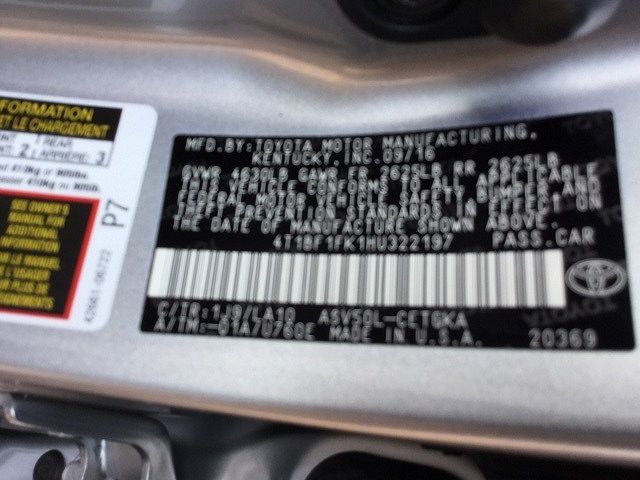 FORMATION
ET LE CHARGEMENT
2 REAR
ARRIÈRE 3
SEE OWNER'S
MANUAL FOR
ADDITIONAL
P7
MFD.BY:TOYOTA MOTOR MANUFACTURING,
KENTUCKY, INC.09/16
GVWR 4630LB GAWR FR 2625LB RR 2625LB
THIS VEHICLE CONFORMS TO ALL APPLICABLE
FEDERAL MOTOR VEHICLE SAFETY, BUMPER AND
THEFT PREVENTION STANDARDS IN EFFECT ON
THE DATE OF MANUFACTURE SHOWN ABOVE.
4T1BF1FK1HU322197 PASS.CAR
C/TR:1J9/LA10 ASV50L-CETGKA
A/TM:-01A/U760E MADE IN U.S.A. 20369